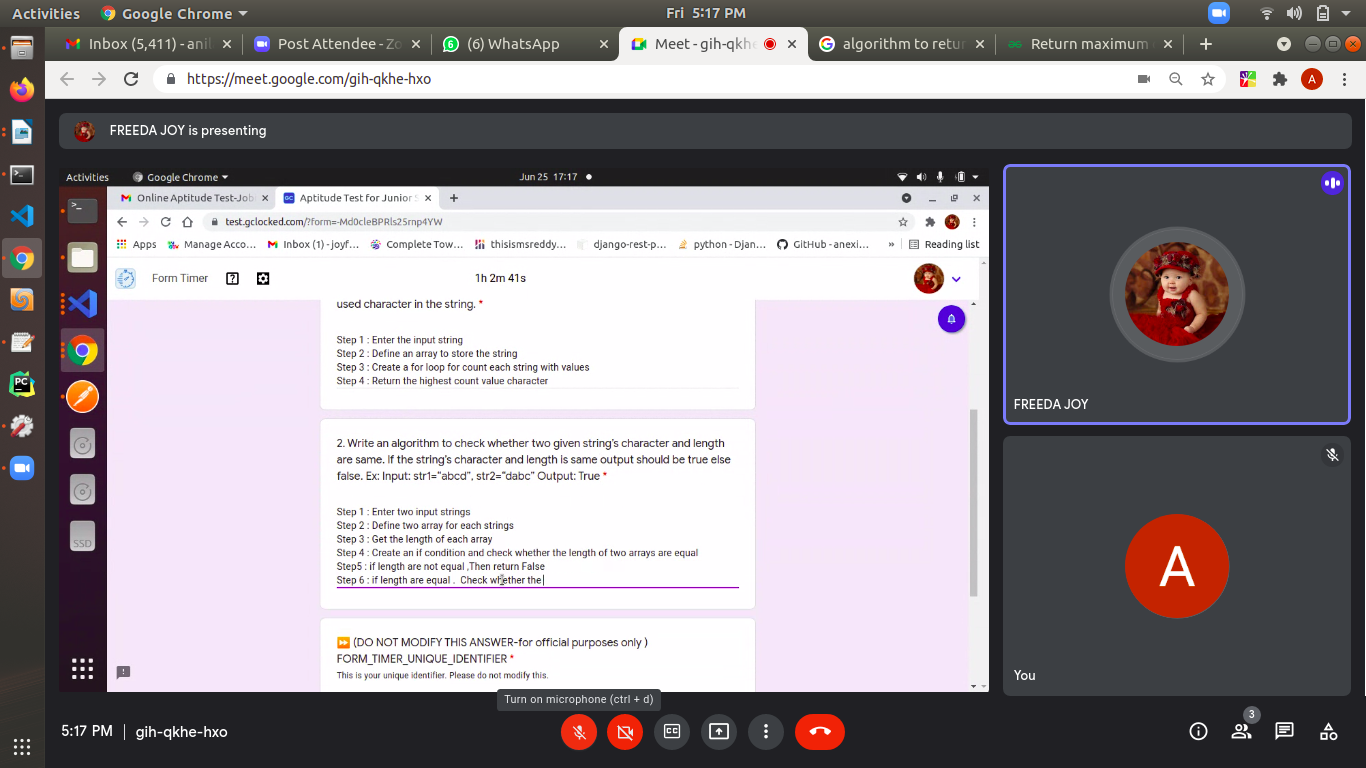 Activities Google Chrome Fri 5:17 PM
Inbox (5,411) - anil Post Attendee - Zo (6) WhatsApp Meet - gih-qkhe algorithm to retur Return maximum
https://meet.google.com/gih-qkhe-hxo A
FREEDA JOY is presenting
Activities Google Chrome Jun 25 17:17
Online Aptitude Test-Job Aptitude Test for Junior S
test.gclocked.com/?form=-Md0cleBPRls25rnp4YW
Apps Manage Acco... Inbox (1) - joyf... Complete Tow... thisismsreddy... django-rest-p... python - Djan... GitHub - anexi... » Reading list
Form Timer 1h 2m 41s
used character in the string. *
Step 1 : Enter the input string
Step 2 : Define an array to store the string
Step 3 : Create a for loop for count each string with values
Step 4 : Return the highest count value character
2. Write an algorithm to check whether two given string's character and length
are same. If the string's character and length is same output should be true else
false. Ex: Input: str1="abcd", str2="dabc" Output: True *
Step 1 : Enter two input strings
Step 2 : Define two array for each strings
Step 3 : Get the length of each array
Step 4 : Create an if condition and check whether the length of two arrays are equal
Step5 : if length are not equal ,Then return False
Step 6 : if length are equal . Check whether the
(DO NOT MODIFY THIS ANSWER-for official purposes only )
FORM_TIMER_UNIQUE_IDENTIFIER *
This is your unique identifier. Please do not modify this.
SSD
FREEDA JOY
A
You
Turn on microphone (ctrl + d)
5:17 PM | gih-qkhe-hxo
3